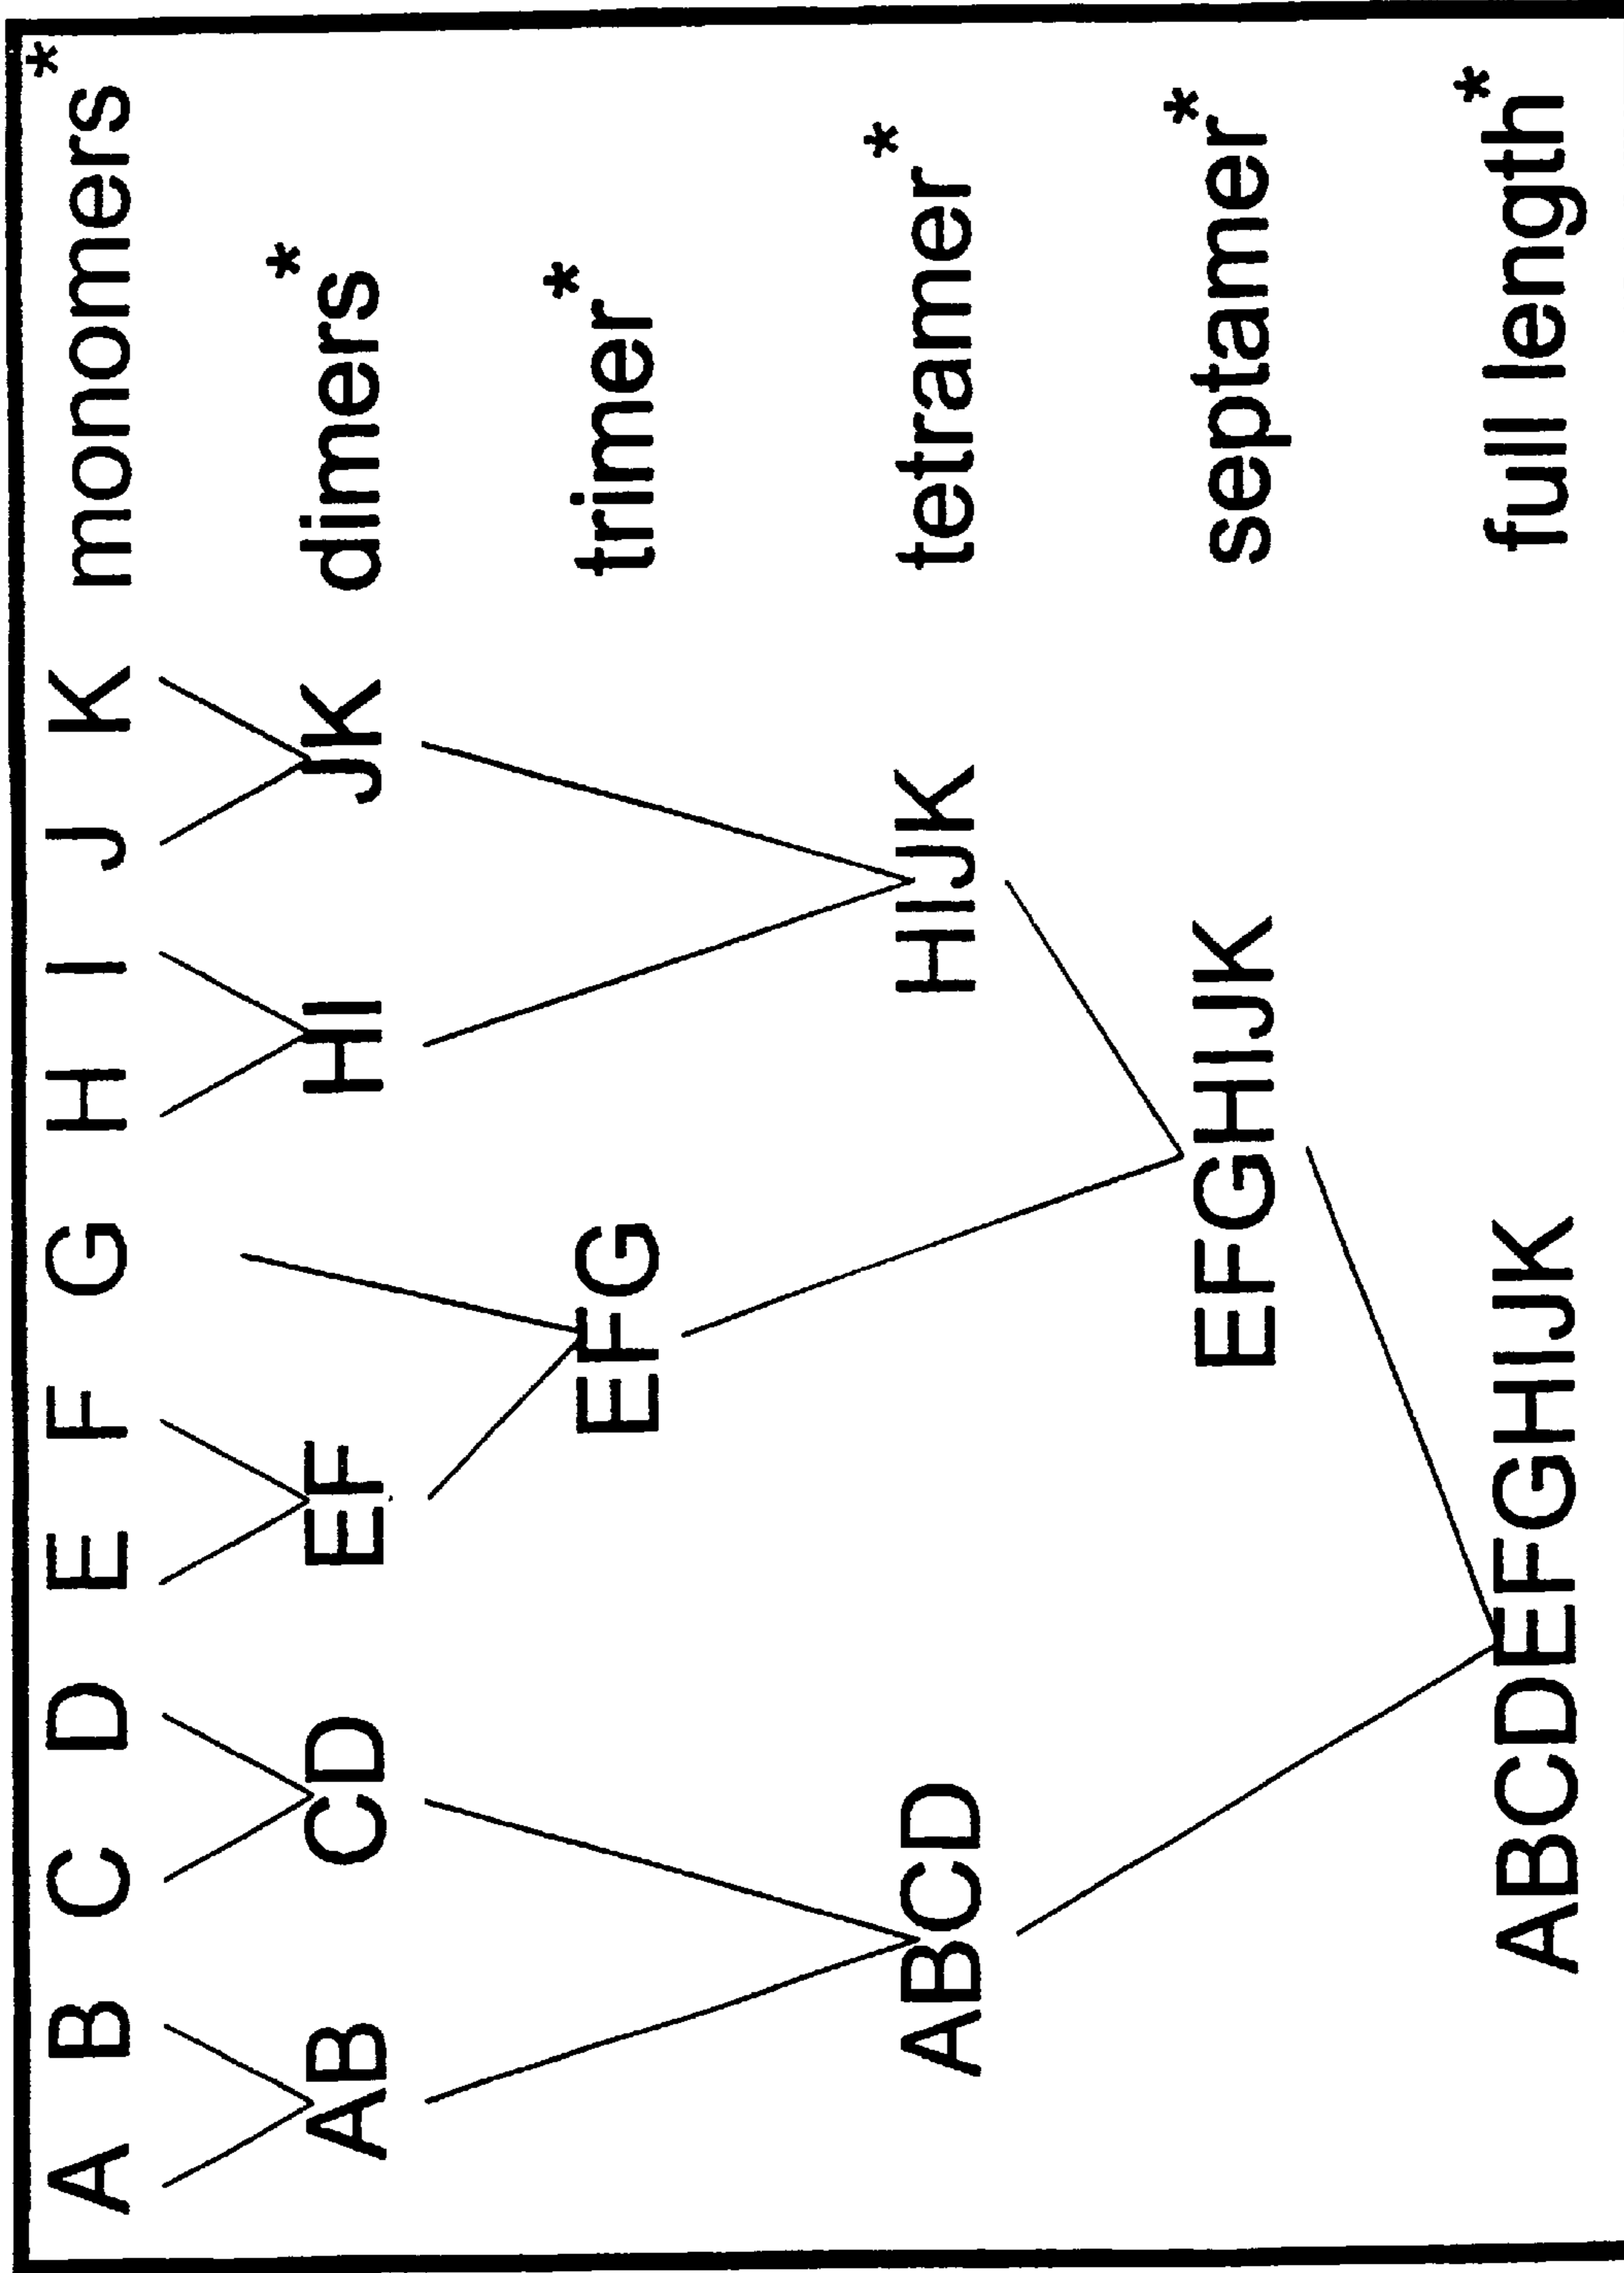 A B C D E F G H I J K monomers*
AB CD EF HI JK dimers*
EFG trimer*
ABCD HIJK tetramer*
EFGHIJK septamer*
ABCDEFGHIJK full length*